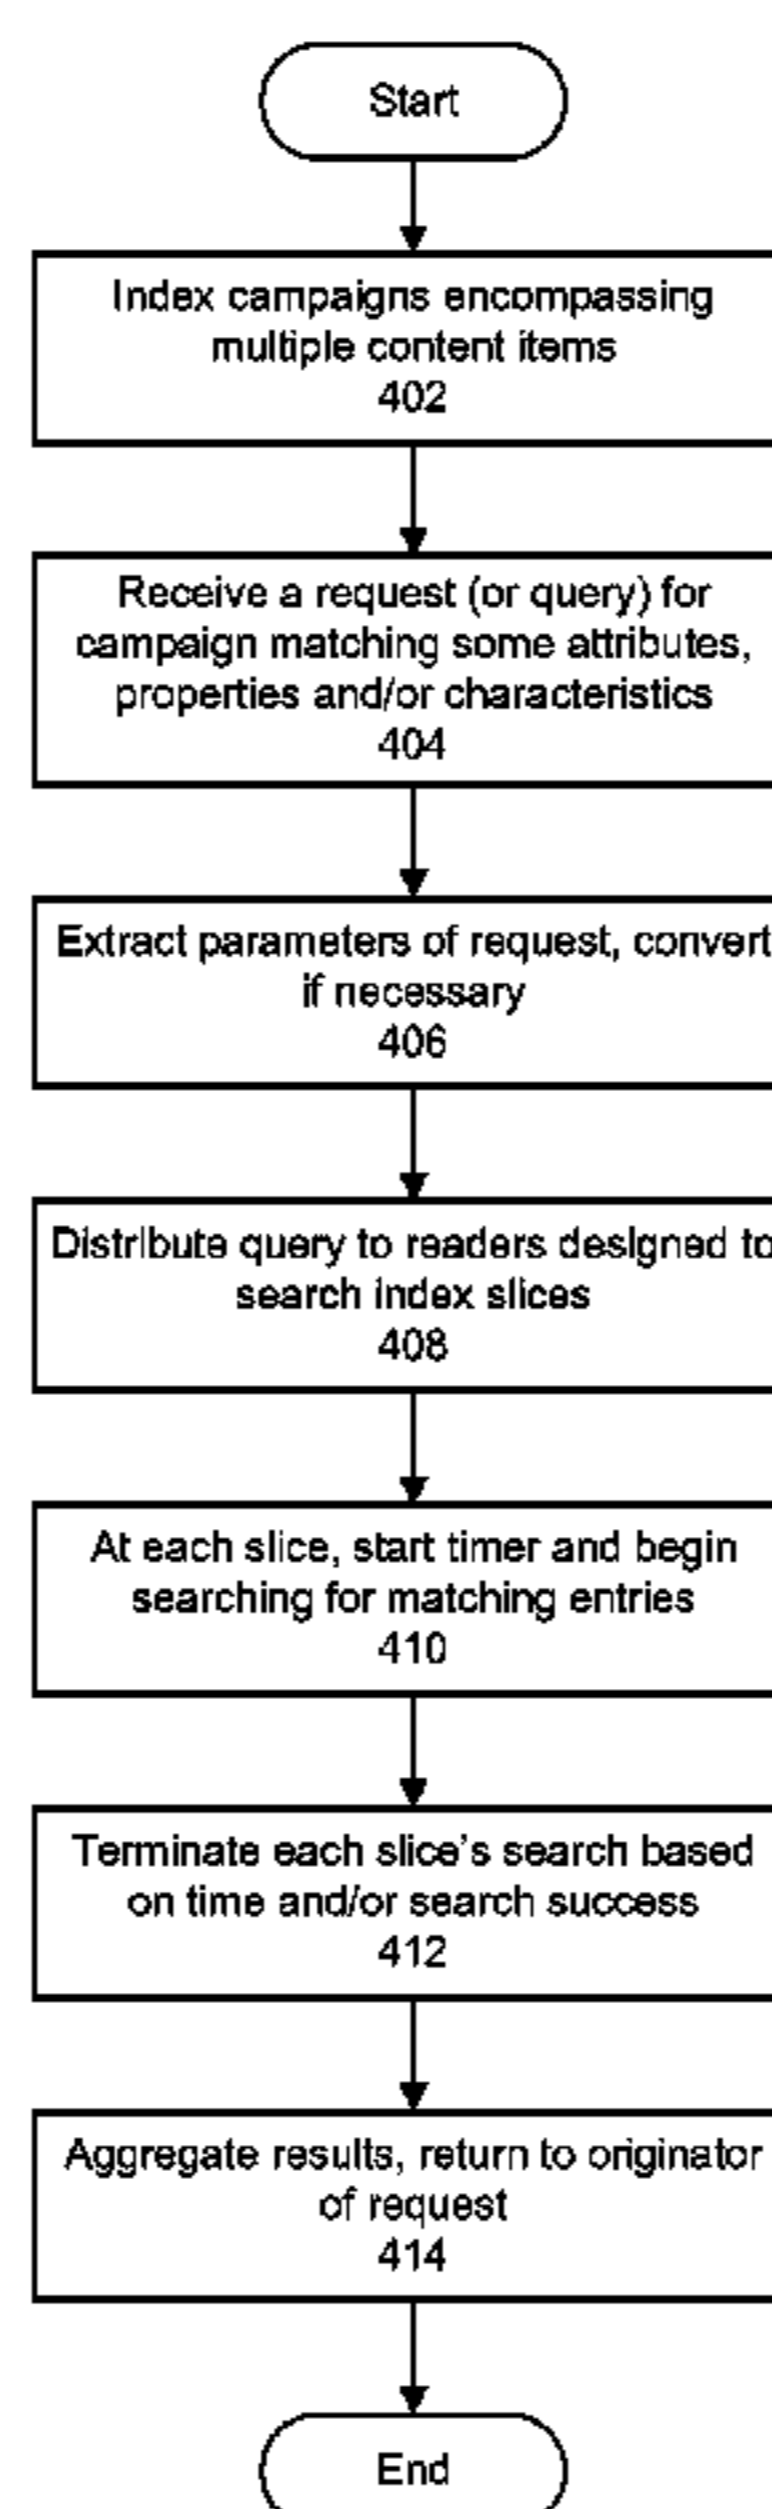 Start
Index campaigns encompassing
multiple content items
402
Receive a request (or query) for
campaign matching some attributes,
properties and/or characteristics
404
Extract parameters of request, convert
if necessary
406
Distribute query to readers designed to
search index slices
408
At each slice, start timer and begin
searching for matching entries
410
Terminate each slice's search based
on time and/or search success
412
Aggregate results, return to originator
of request
414
End